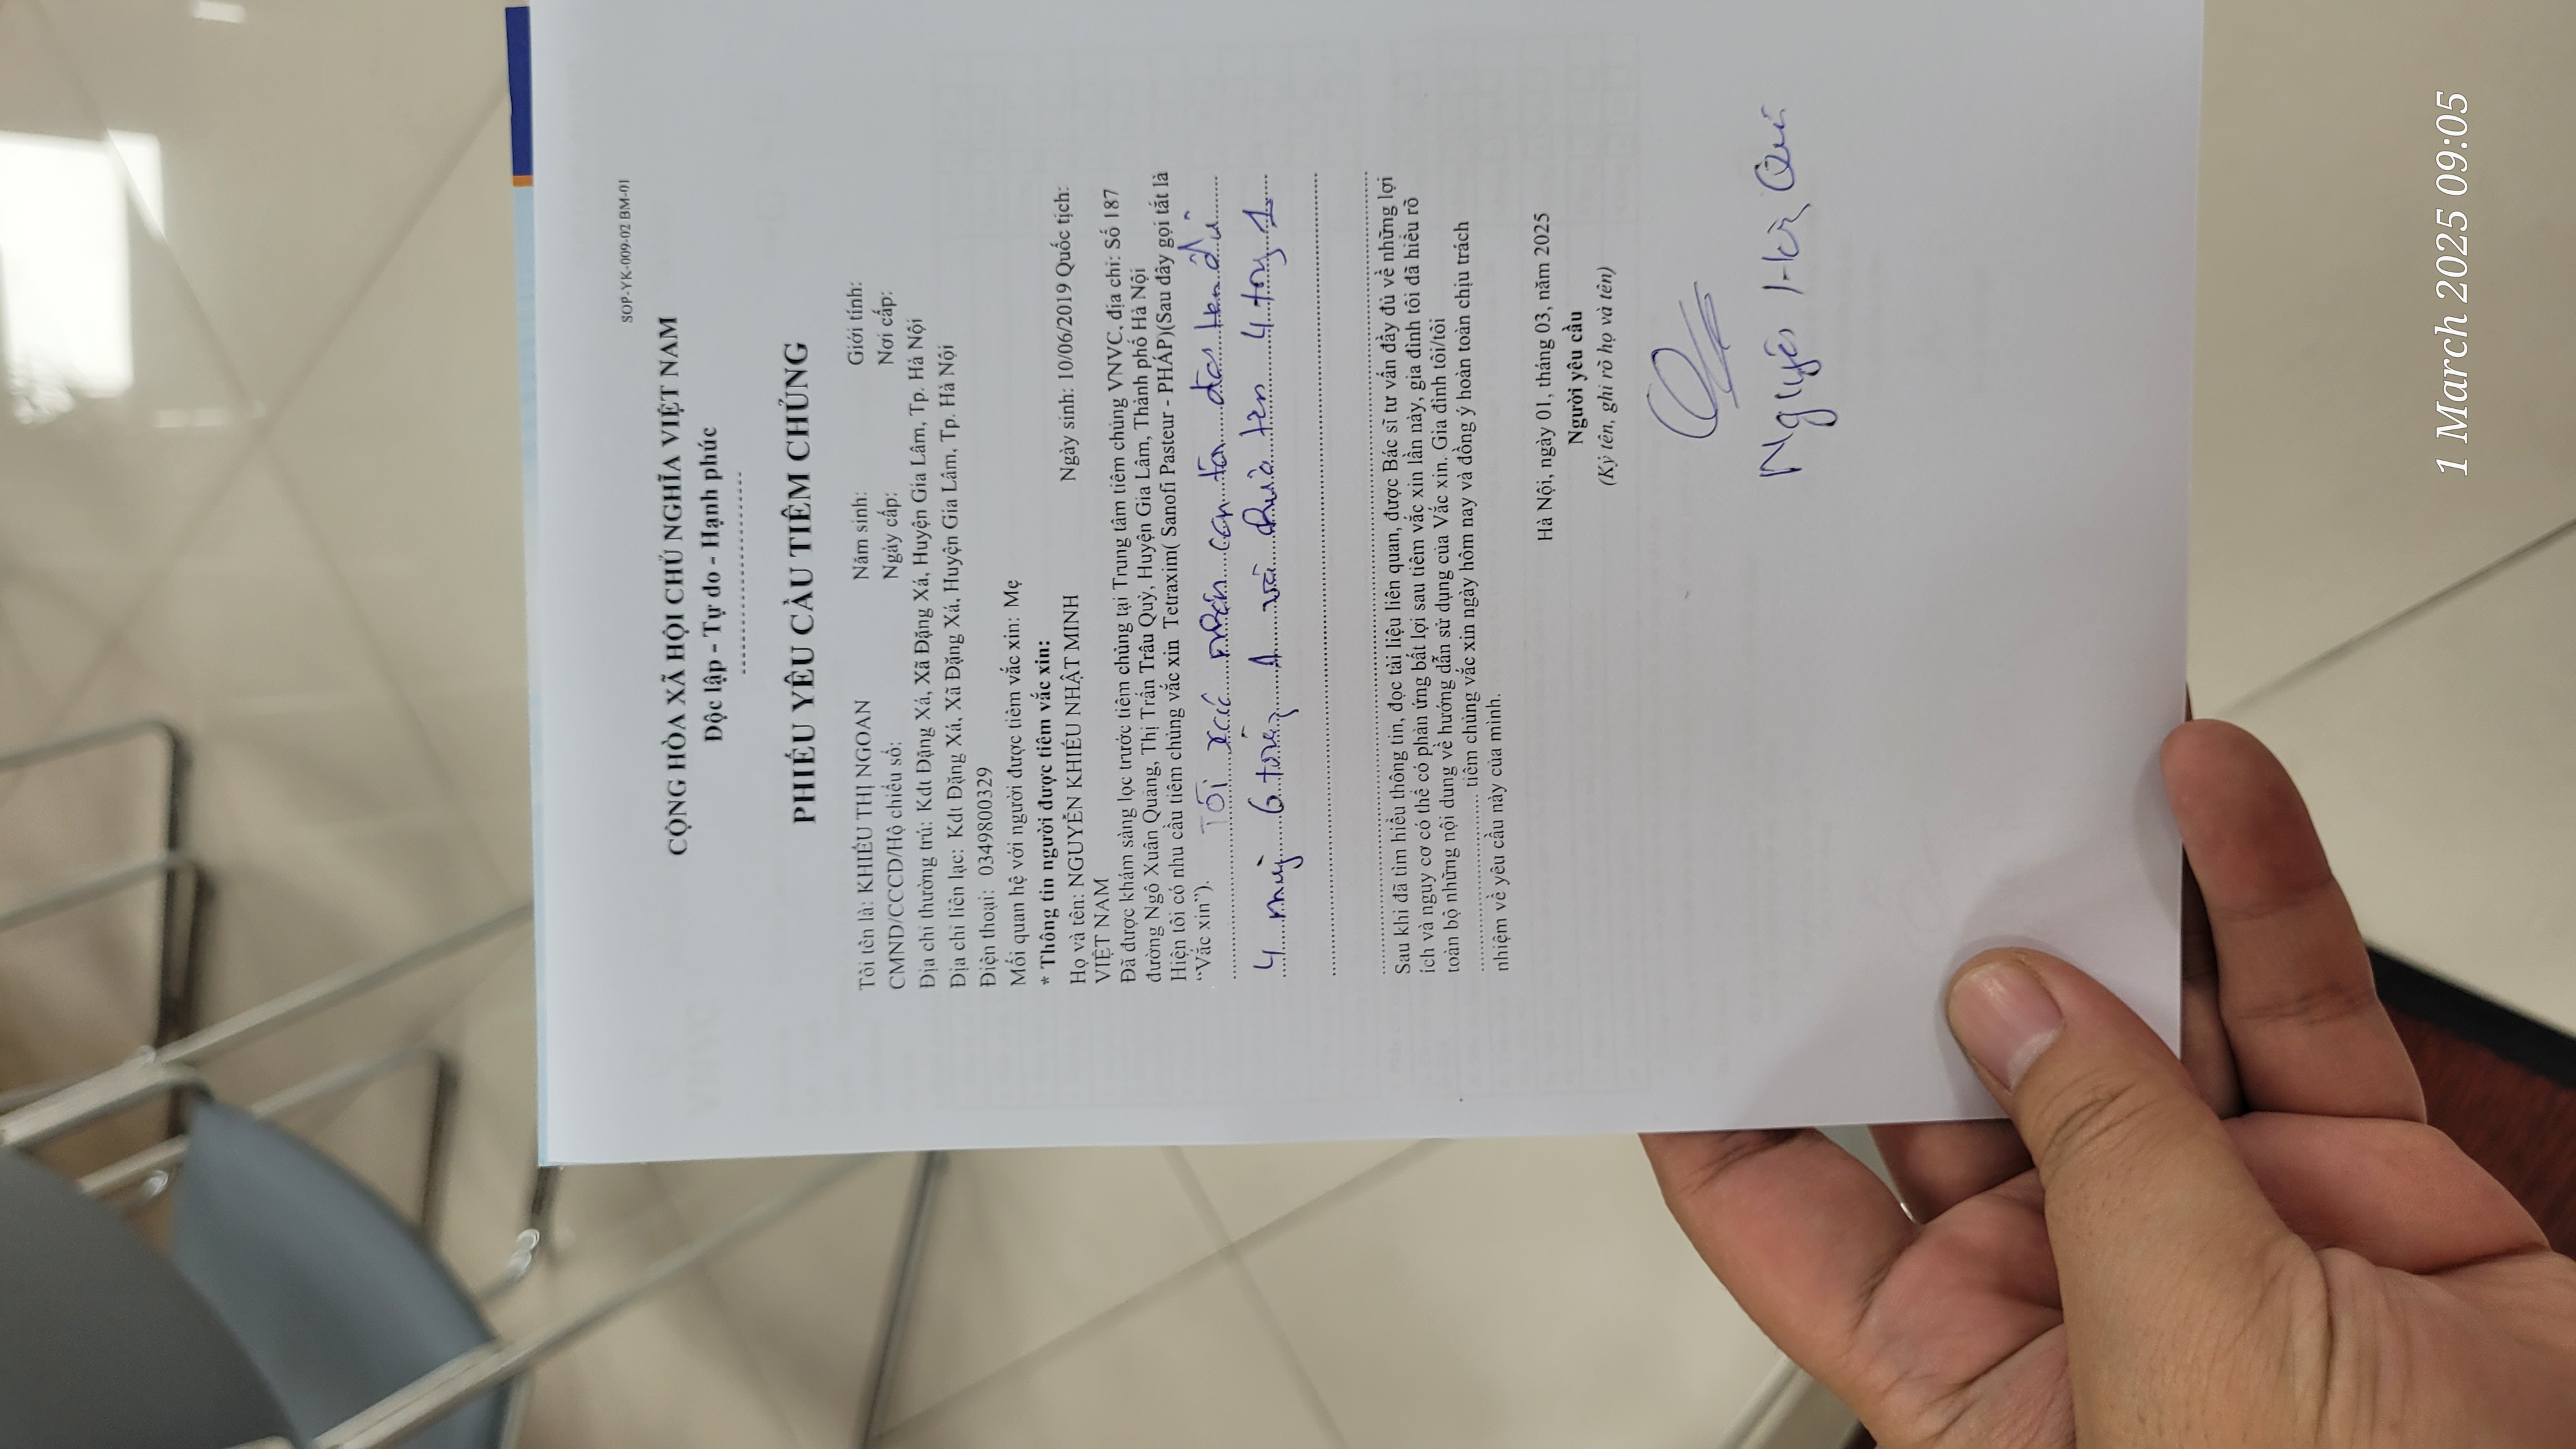 SOP-YK-009-02 BM-01
CỘNG HÒA XÃ HỘI CHỦ NGHĨA VIỆT NAM
Độc lập - Tự do - Hạnh phúc
-------------------------
PHIẾU YÊU CẦU TIÊM CHỦNG
Tôi tên là: KHIẾU THỊ NGOAN Năm sinh: Giới tính:
CMND/CCCD/Hộ chiếu số: Ngày cấp: Nơi cấp:
Địa chỉ thường trú: Kdt Đặng Xá, Xã Đặng Xá, Huyện Gia Lâm, Tp. Hà Nội
Địa chỉ liên lạc: Kdt Đặng Xá, Xã Đặng Xá, Huyện Gia Lâm, Tp. Hà Nội
Điện thoại: 0349800329
Mối quan hệ với người được tiêm vắc xin: Mẹ
* Thông tin người được tiêm vắc xin:
Họ và tên: NGUYỄN KHIẾU NHẬT MINH Ngày sinh: 10/06/2019 Quốc tịch:
VIỆT NAM
Đã được khám sàng lọc trước tiêm chủng tại Trung tâm tiêm chủng VNVC, địa chỉ: Số 187
đường Ngô Xuân Quảng, Thị Trấn Trâu Quỳ, Huyện Gia Lâm, Thành phố Hà Nội
Hiện tôi có nhu cầu tiêm chủng vắc xin Tetraxim( Sanofi Pasteur - PHÁP)(Sau đây gọi tắt là
“Vắc xin”). Tôi xác nhận con tôi đã tiêm đủ
4 mũi 6 trong 1 và chưa tiêm 4 trong 1
Sau khi đã tìm hiểu thông tin, đọc tài liệu liên quan, được Bác sĩ tư vấn đầy đủ về những lợi
ích và nguy cơ có thể có phản ứng bất lợi sau tiêm vắc xin lần này, gia đình tôi đã hiểu rõ
toàn bộ những nội dung về hướng dẫn sử dụng của Vắc xin. Gia đình tôi/tôi
................................. tiêm chủng vắc xin ngày hôm nay và đồng ý hoàn toàn chịu trách
nhiệm về yêu cầu này của mình.
Hà Nội, ngày 01, tháng 03, năm 2025
Người yêu cầu
(Ký tên, ghi rõ họ và tên)
Nguyễn
1 March 2025 09:05